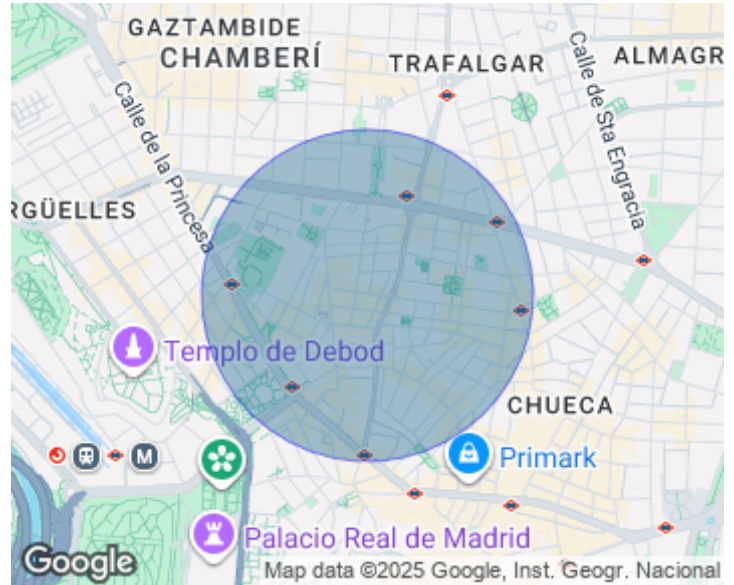 GAZTAMBIDE
CHAMBERÍ
TRAFALGAR
ALMAGR
Calle de la Princesa
Calle de Sta Engracia
RGÜELLES
Templo de Debod
CHUECA
M
Primark
Palacio Real de Madrid
Google
Map data ©2025 Google, Inst. Geogr. Nacional